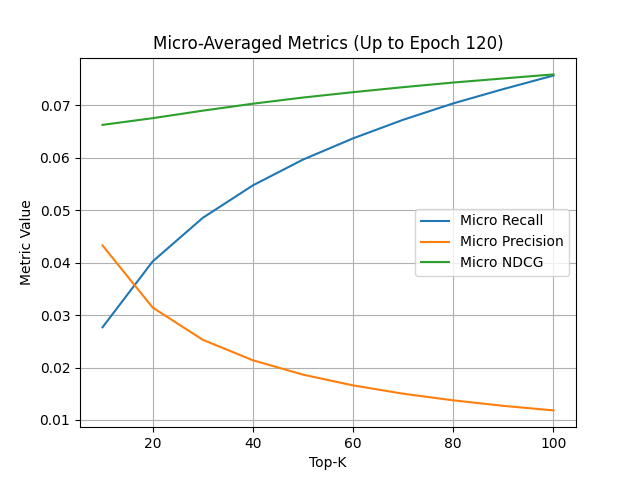 Micro-Averaged Metrics (Up to Epoch 120)
0.07
0.06
0.05
0.04
0.03
0.02
0.01
Metric Value
Micro Recall
Micro Precision
Micro NDCG
20 40 60 80 100
Top-K